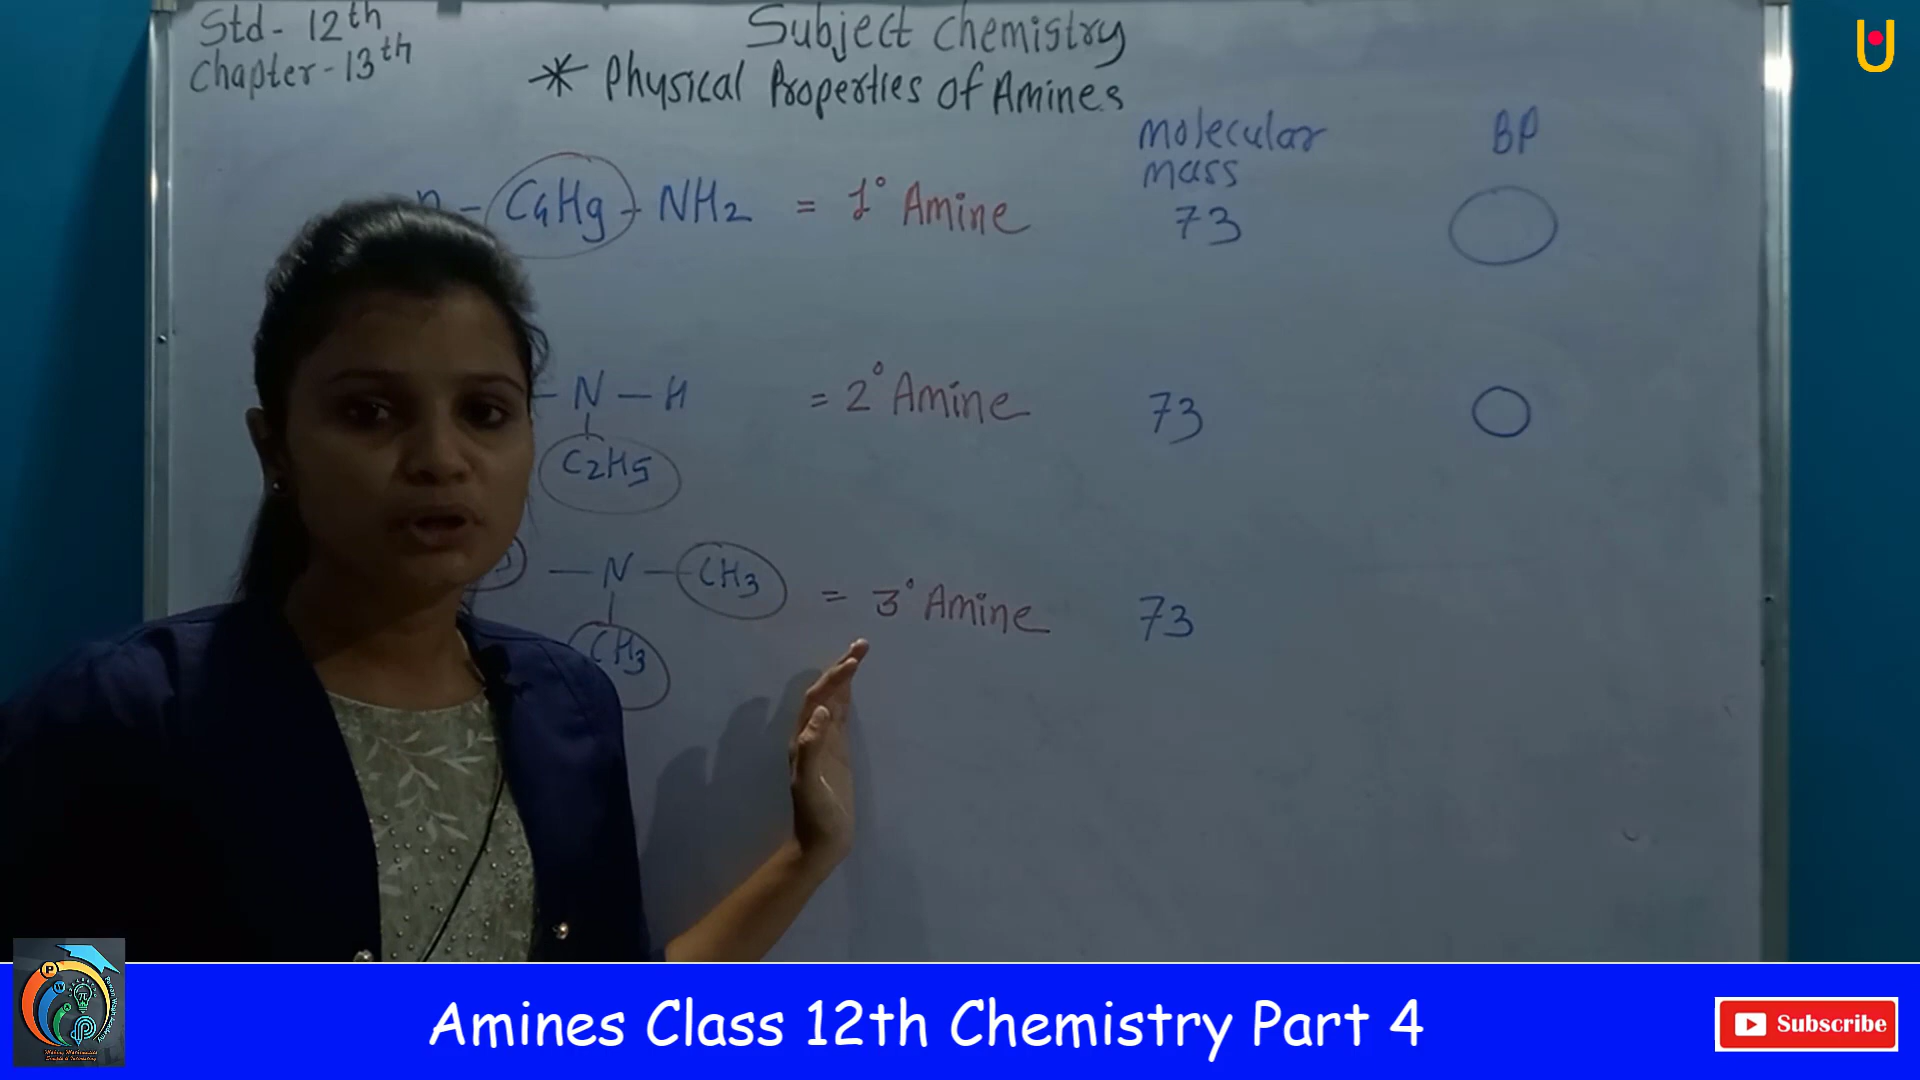 Std- 12th
Chapter-13th
Subject Chemistry
* Physical Properties of Amines
molecular mass
BP
n - C4H9 - NH2 = 1° Amine 73
- N - H = 2° Amine 73
C2H5
- N - CH3 = 3° Amine 73
CH3
Amines Class 12th Chemistry Part 4
Subscribe